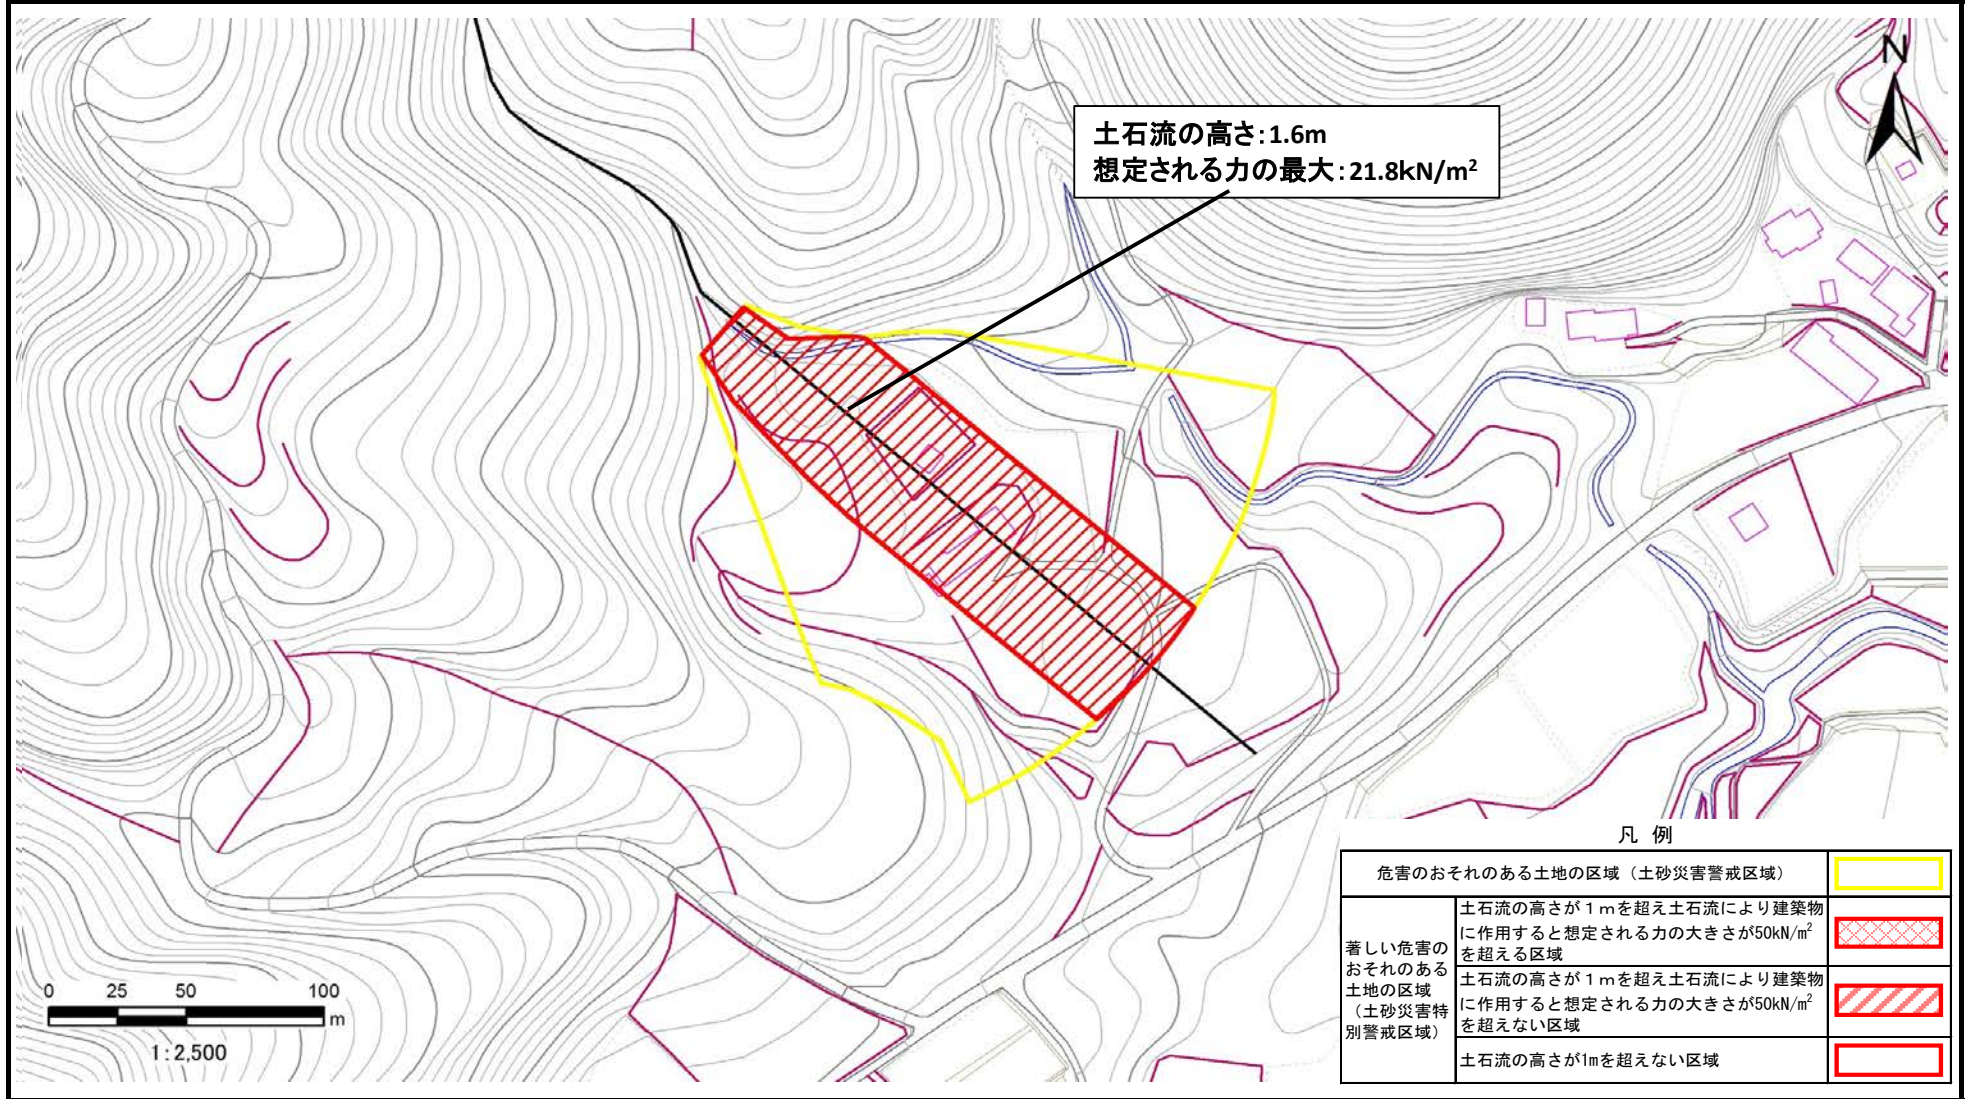 N
土石流の高さ:1.6m
想定される力の最大:21.8kN/m²
凡 例
危害のおそれのある土地の区域（土砂災害警戒区域）
著しい危害の
おそれのある
土地の区域
（土砂災害特
別警戒区域）
土石流の高さが１ｍを超え土石流により建築物
に作用すると想定される力の大きさが50kN/m²
を超える区域
土石流の高さが１ｍを超え土石流により建築物
に作用すると想定される力の大きさが50kN/m²
を超えない区域
土石流の高さが1mを超えない区域
0 25 50 100
m
1:2,500